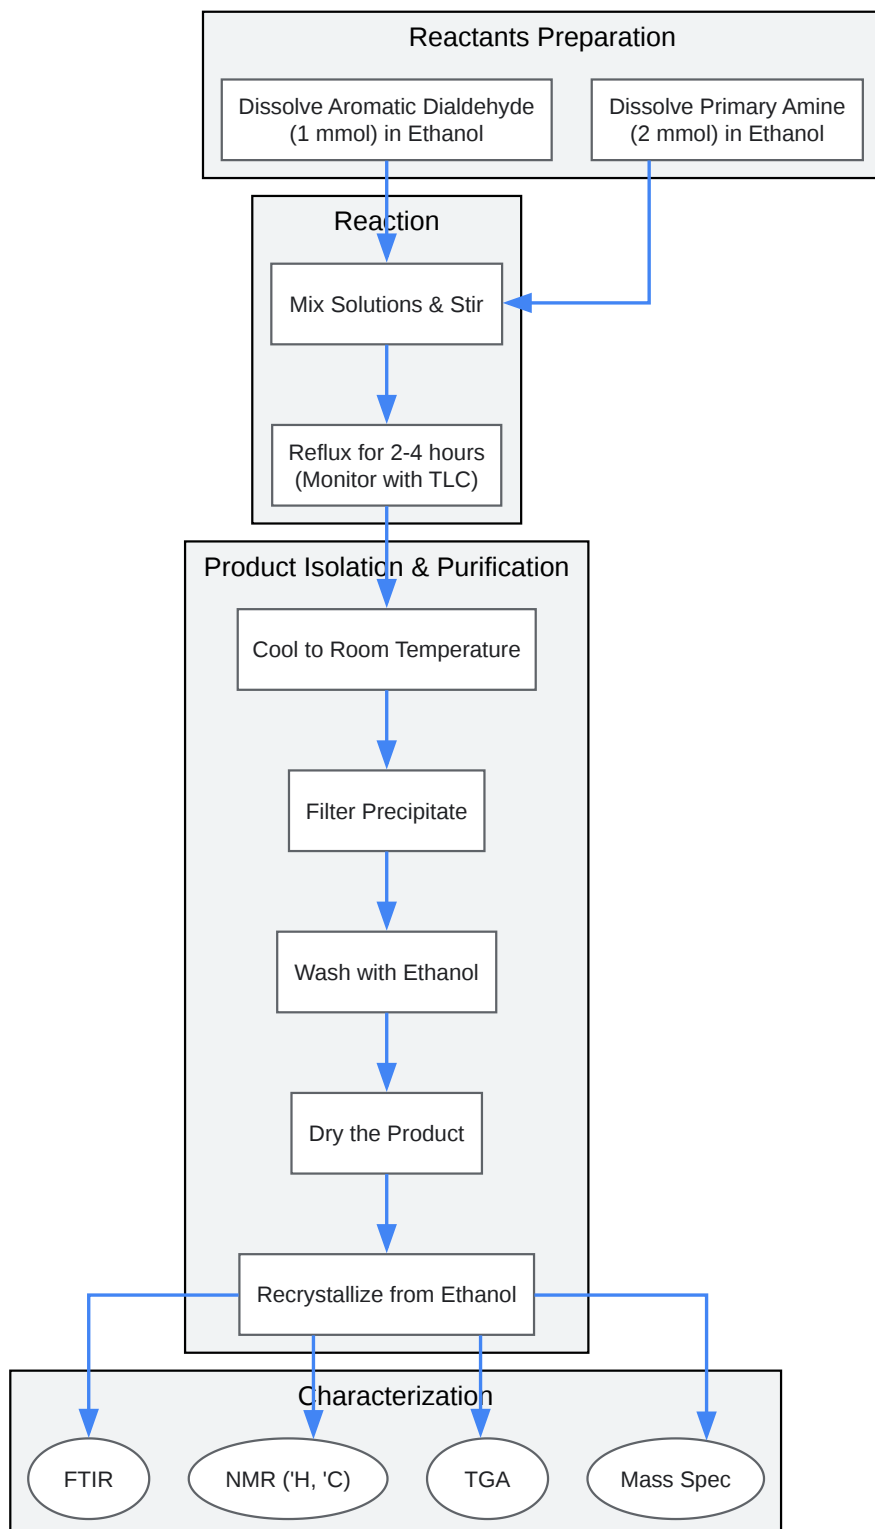 Reactants Preparation
Dissolve Aromatic Dialdehyde
(1 mmol) in Ethanol
Dissolve Primary Amine
(2 mmol) in Ethanol
Reaction
Mix Solutions & Stir
Reflux for 2-4 hours
(Monitor with TLC)
Product Isolation & Purification
Cool to Room Temperature
Filter Precipitate
Wash with Ethanol
Dry the Product
Recrystallize from Ethanol
Characterization
FTIR
NMR ('H, 'C)
TGA
Mass Spec